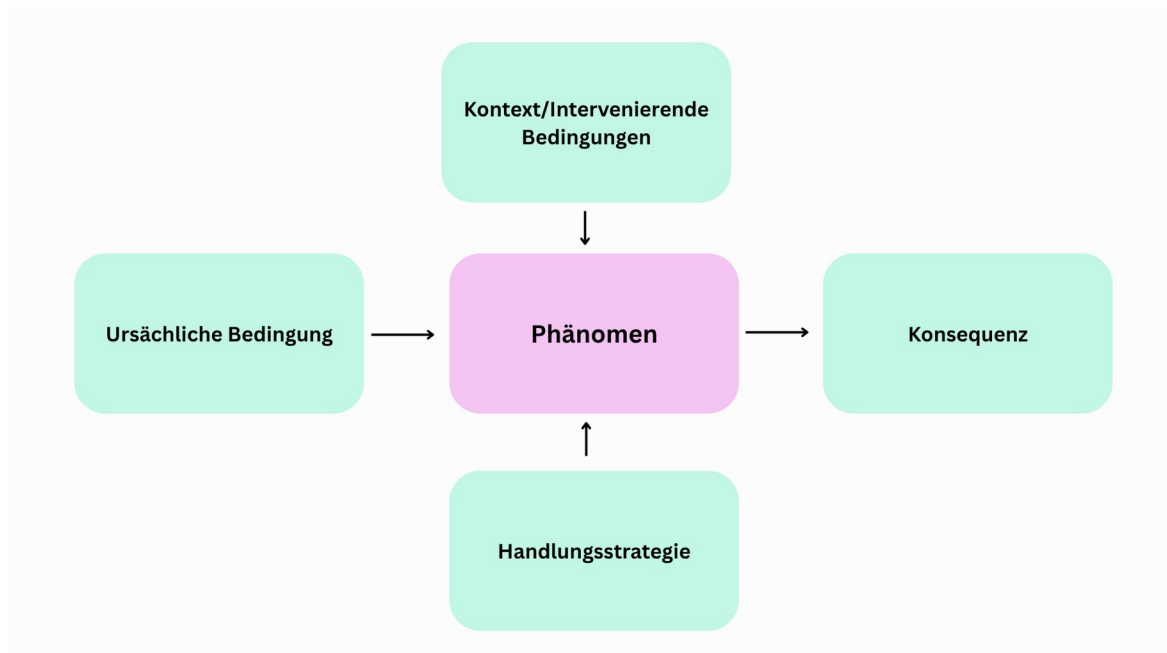 Kontext/Intervenierende
Bedingungen
Ursächliche Bedingung
Phänomen
Konsequenz
Handlungsstrategie